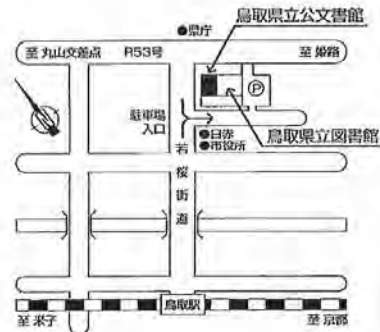 鳥取県立公文書館
●県庁
至 丸山交差点
R53号
至 姫路
P
駐車場
入口
鳥取県立図書館
●日赤
●市役所
若桜街道
鳥取駅
至 米子
至 京都